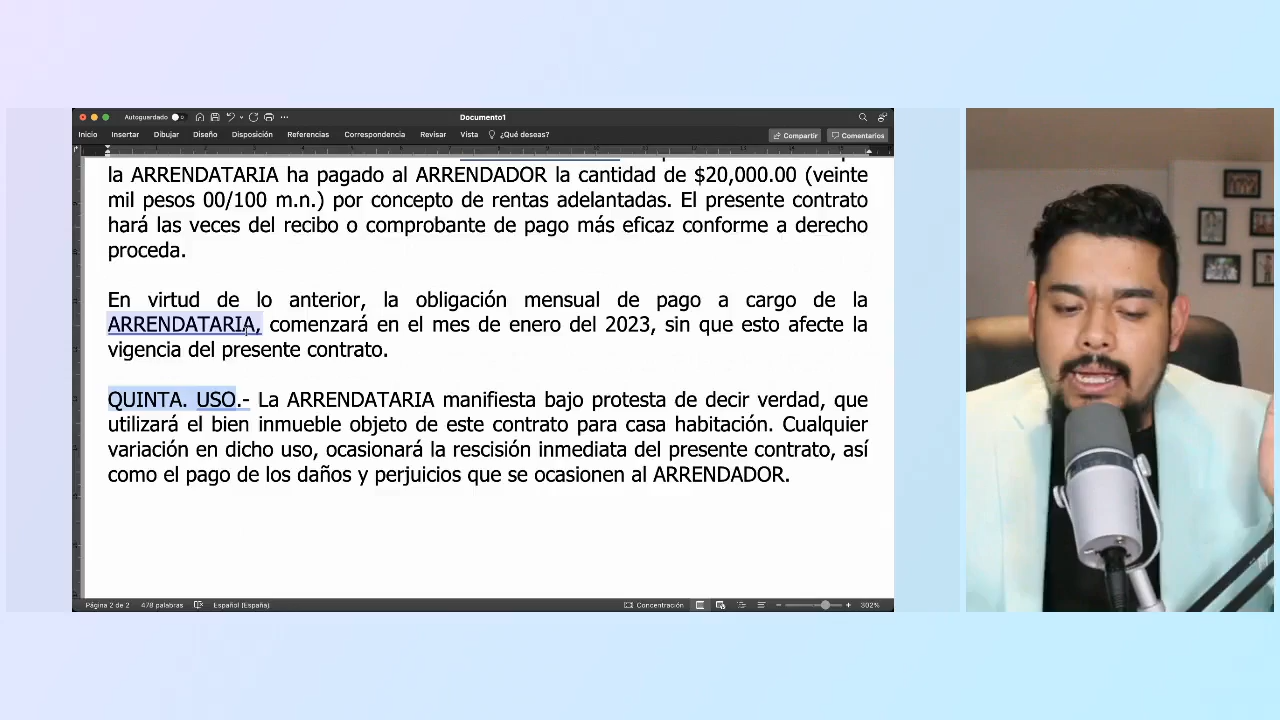 Autoguardado
Documento1
Inicio Insertar Dibujar Diseño Disposición Referencias Correspondencia Revisar Vista ¿Qué deseas? Compartir Comentarios
la ARRENDATARIA ha pagado al ARRENDADOR la cantidad de $20,000.00 (veinte
mil pesos 00/100 m.n.) por concepto de rentas adelantadas. El presente contrato
hará las veces del recibo o comprobante de pago más eficaz conforme a derecho
proceda.
En virtud de lo anterior, la obligación mensual de pago a cargo de la
ARRENDATARIA, comenzará en el mes de enero del 2023, sin que esto afecte la
vigencia del presente contrato.
QUINTA. USO.- La ARRENDATARIA manifiesta bajo protesta de decir verdad, que
utilizará el bien inmueble objeto de este contrato para casa habitación. Cualquier
variación en dicho uso, ocasionará la rescisión inmediata del presente contrato, así
como el pago de los daños y perjuicios que se ocasionen al ARRENDADOR.
Página 2 de 2 478 palabras Español (España) Concentración 302%